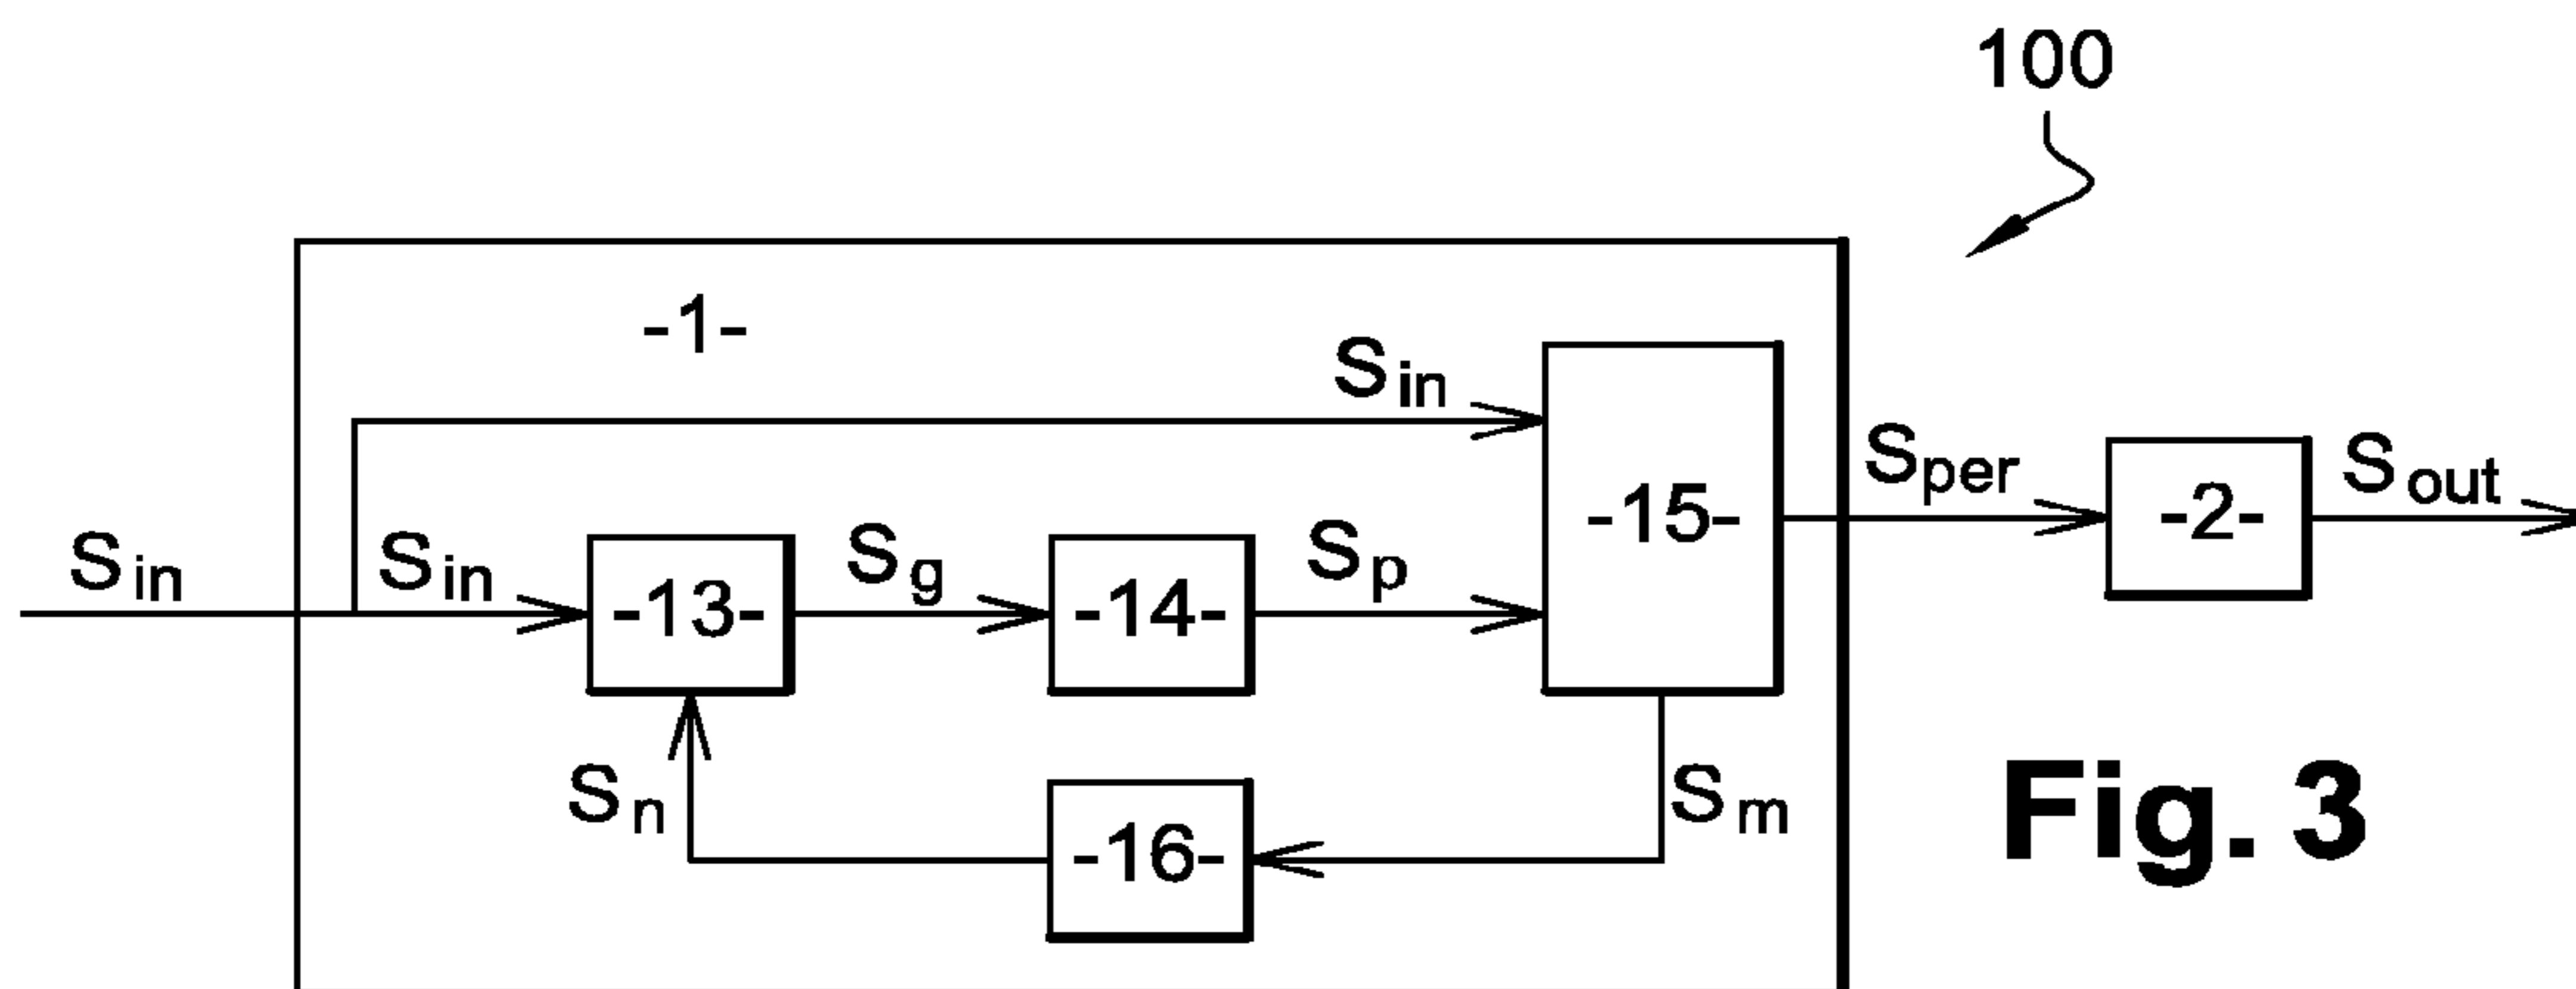 100
-1-
S in
S in
S in
-13-
S g
-14-
S p
-15-
S per
-2-
S out
S n
-16-
S m
Fig. 3